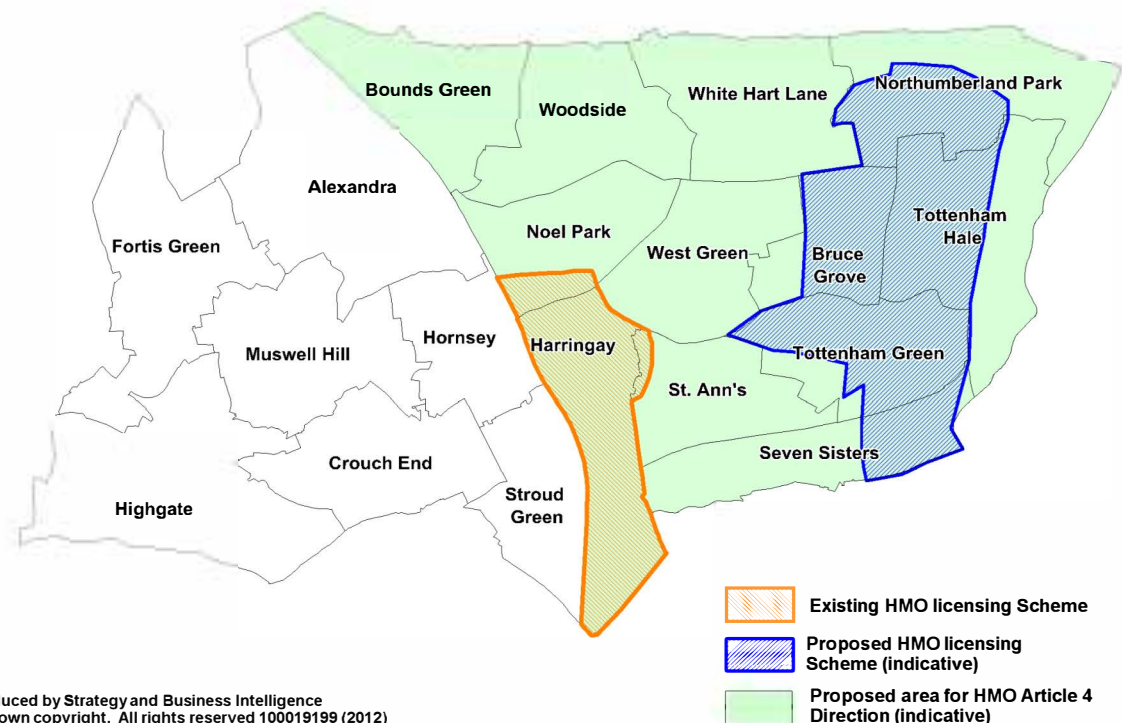 Bounds Green
Woodside
White Hart Lane
Northumberland Park
Alexandra
Fortis Green
Noel Park
West Green
Bruce
Grove
Tottenham
Hale
Muswell Hill
Hornsey
Harringay
Tottenham Green
St. Ann's
Seven Sisters
Crouch End
Highgate
Stroud
Green
Existing HMO licensing Scheme
Proposed HMO licensing
Scheme (indicative)
Proposed area for HMO Article 4
Direction (indicative)
duced by Strategy and Business Intelligence
own copyright. All rights reserved 100019199 (2012)